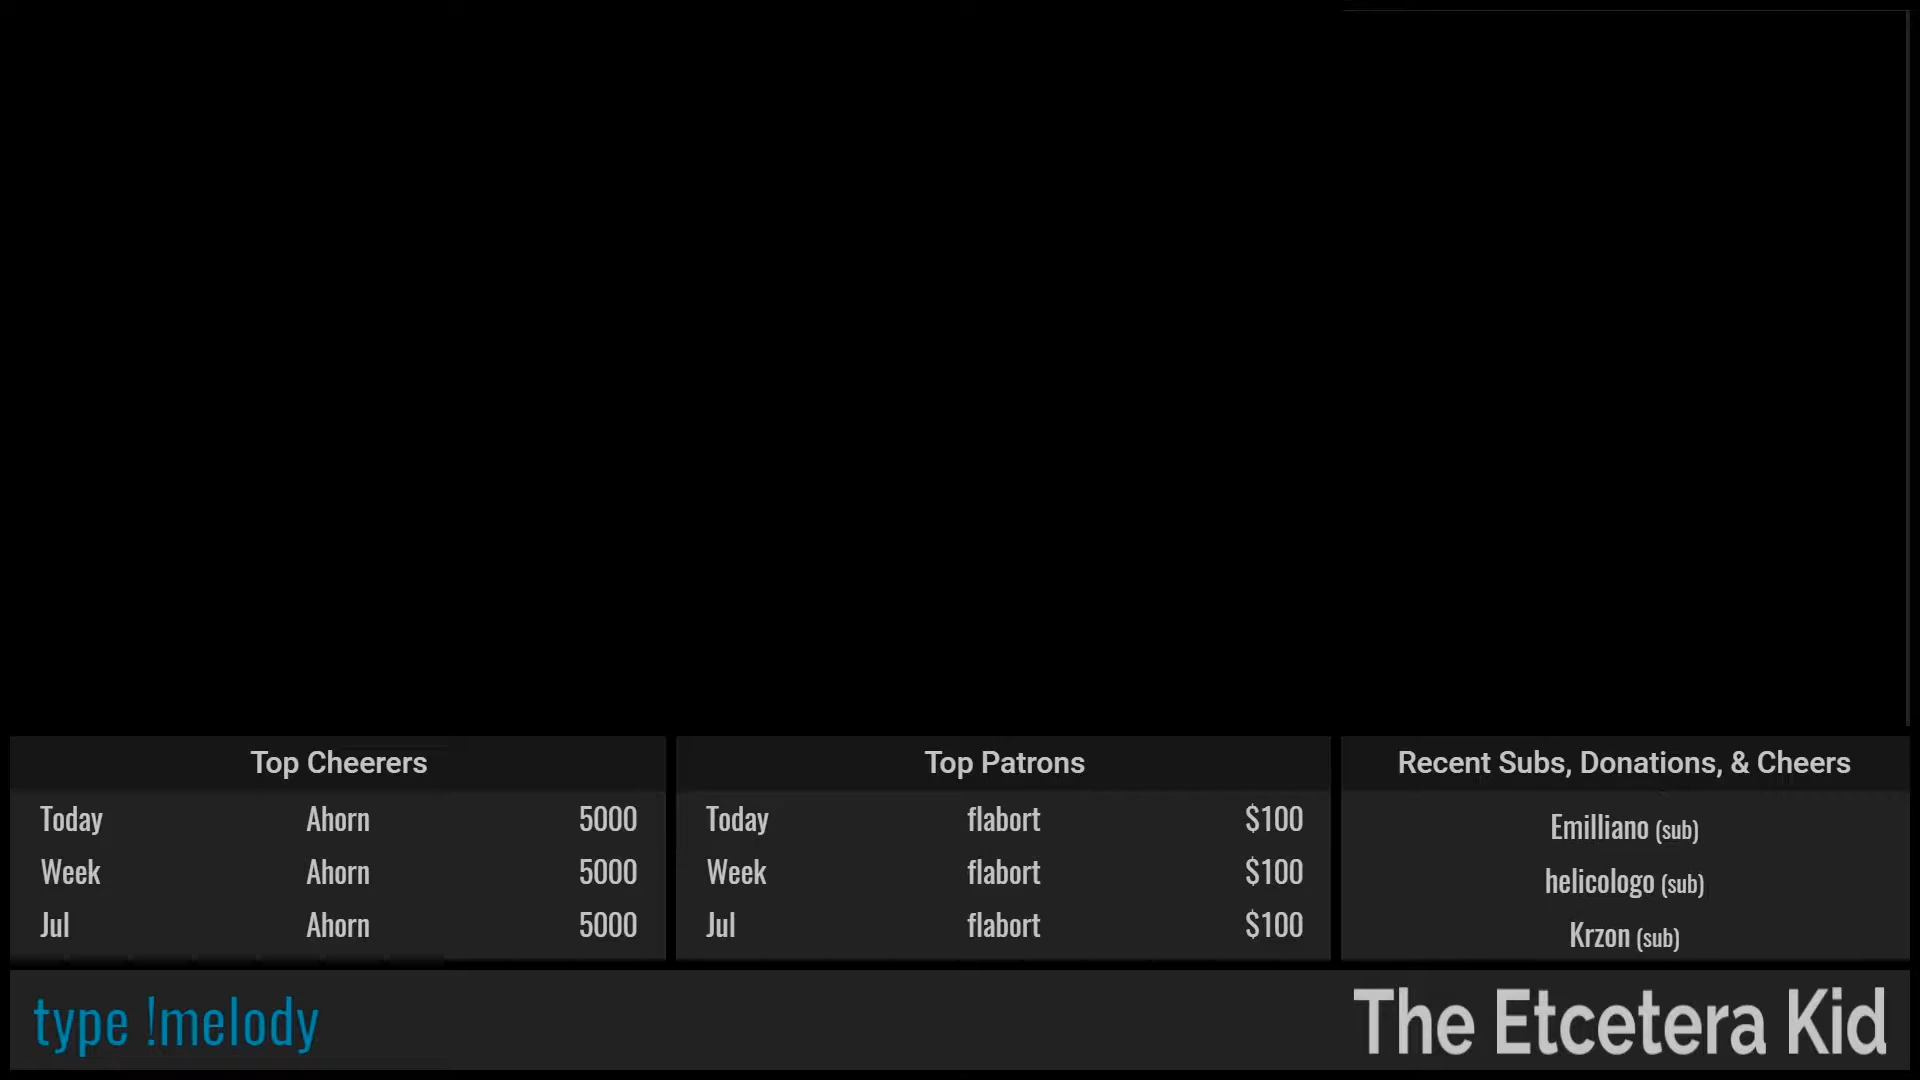 Top Cheerers
Today Ahorn 5000
Week Ahorn 5000
Jul Ahorn 5000
Top Patrons
Today flabort $100
Week flabort $100
Jul flabort $100
Recent Subs, Donations, & Cheers
Emilliano (sub)
helicologo (sub)
Krzon (sub)
type !melody
The Etcetera Kid